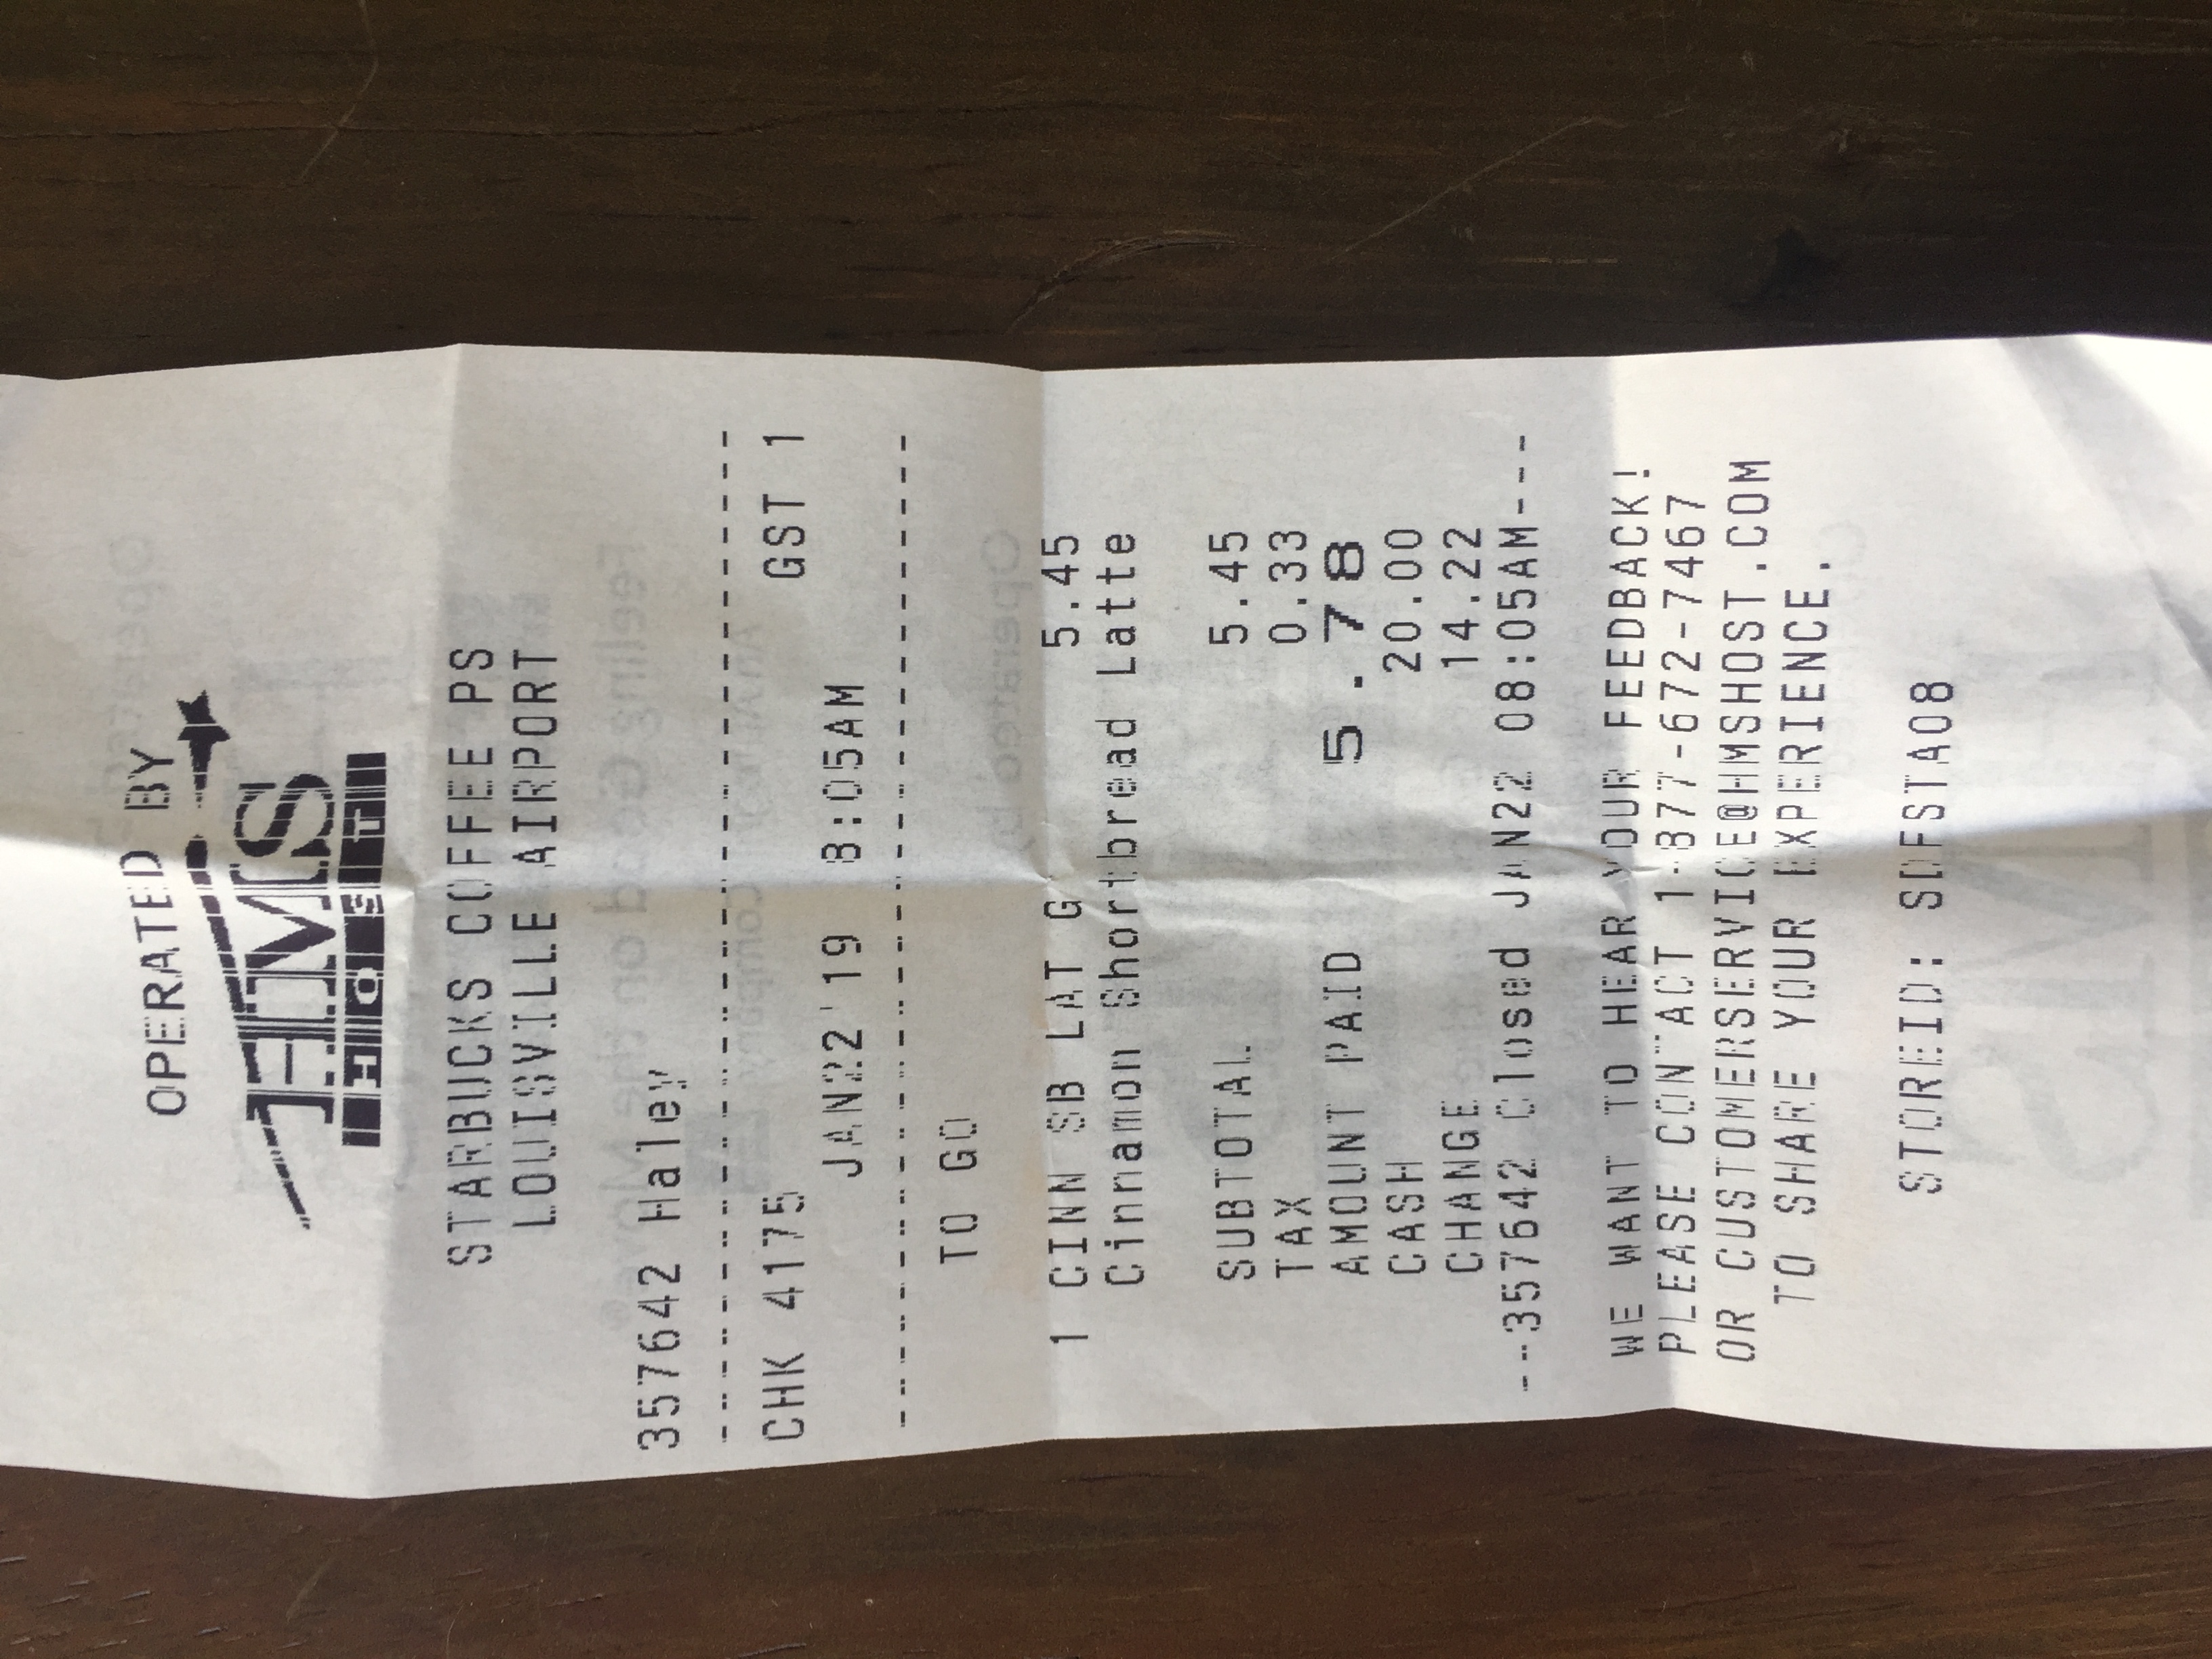 OPERATED BY
HMS
HOST
STARBUCKS COFFEE PS
LOUISVILLE AIRPORT
357642 Haley
--------------------------------
CHK 4175 GST 1
JAN22'19 8:05AM
--------------------------------
TO GO
1 CINN SB LAT G 5.45
Cinnamon Shortbread Latte
SUBTOTAL 5.45
TAX 0.33
AMOUNT PAID 5.78
CASH 20.00
CHANGE 14.22
--357642 Closed JAN22 08:05AM---
WE WANT TO HEAR YOUR FEEDBACK!
PLEASE CONTACT 1-877-672-7467
OR CUSTOMERSERVICE@HMSHOST.COM
TO SHARE YOUR EXPERIENCE.
STOREID: SDFSTA08